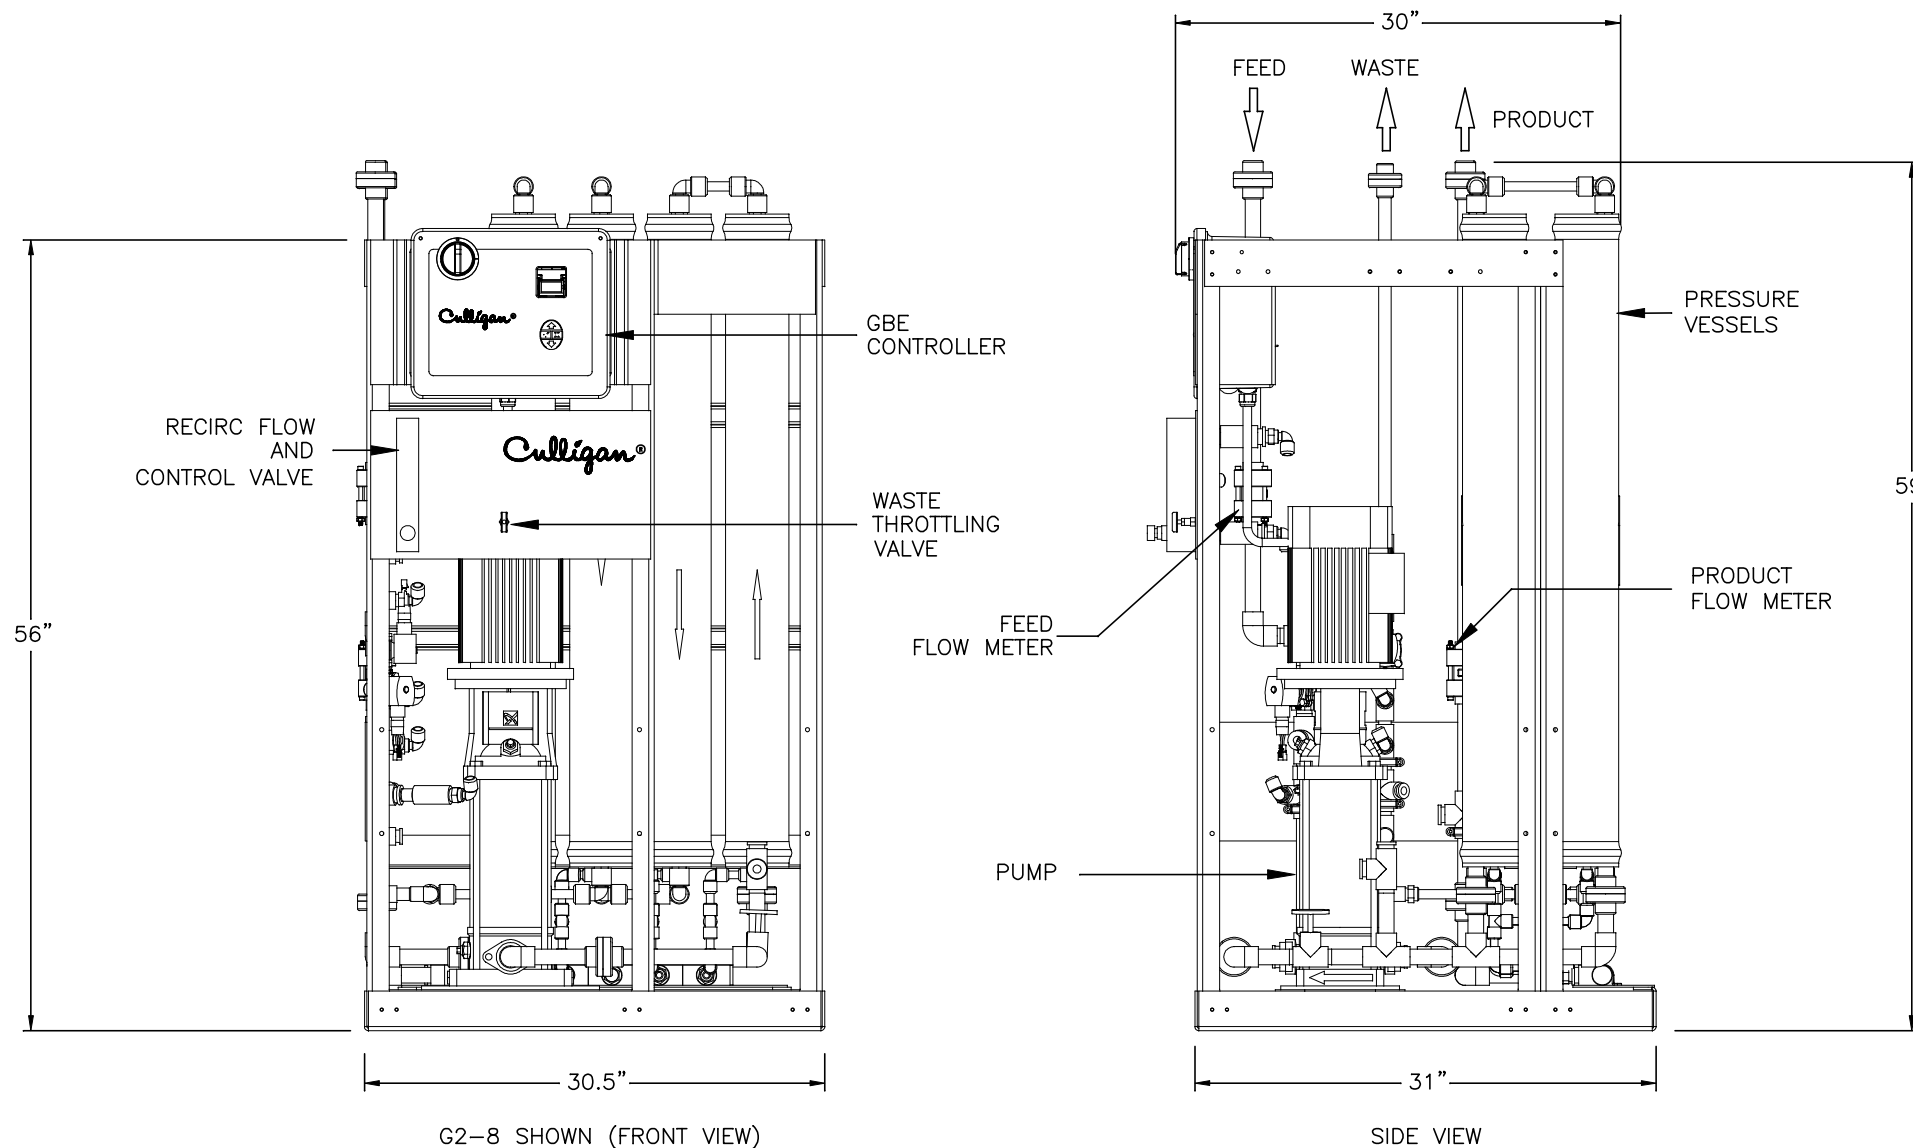 30"
FEED
WASTE
PRODUCT
Culligan®
GBE
CONTROLLER
PRESSURE
VESSELS
RECIRC FLOW
AND
CONTROL VALVE
Culligan®
WASTE
THROTTLING
VALVE
PRODUCT
FLOW METER
FEED
FLOW METER
56"
PUMP
30.5"
31"
G2-8 SHOWN (FRONT VIEW)
SIDE VIEW